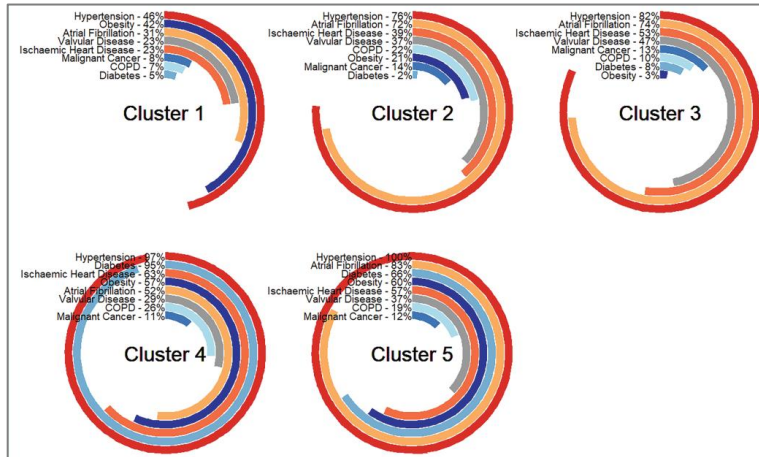 Hypertension - 46%
Obesity - 42%
Atrial Fibrillation - 31%
Valvular Disease - 23%
Ischaemic Heart Disease - 23%
Malignant Cancer - 8%
COPD - 7%
Diabetes - 5%
Cluster 1
Hypertension - 76%
Atrial Fibrillation - 72%
Ischaemic Heart Disease - 39%
Valvular Disease - 37%
COPD - 22%
Obesity - 21%
Malignant Cancer - 14%
Diabetes - 2%
Cluster 2
Hypertension - 82%
Atrial Fibrillation - 74%
Ischaemic Heart Disease - 53%
Valvular Disease - 47%
Malignant Cancer - 13%
COPD - 10%
Diabetes - 8%
Obesity - 3%
Cluster 3
Hypertension - 97%
Diabetes - 95%
Ischaemic Heart Disease - 63%
Obesity - 57%
Atrial Fibrillation - 52%
Valvular Disease - 29%
COPD - 26%
Malignant Cancer - 11%
Cluster 4
Hypertension - 100%
Atrial Fibrillation - 83%
Diabetes - 66%
Obesity - 60%
Ischaemic Heart Disease - 57%
Valvular Disease - 37%
COPD - 19%
Malignant Cancer - 12%
Cluster 5